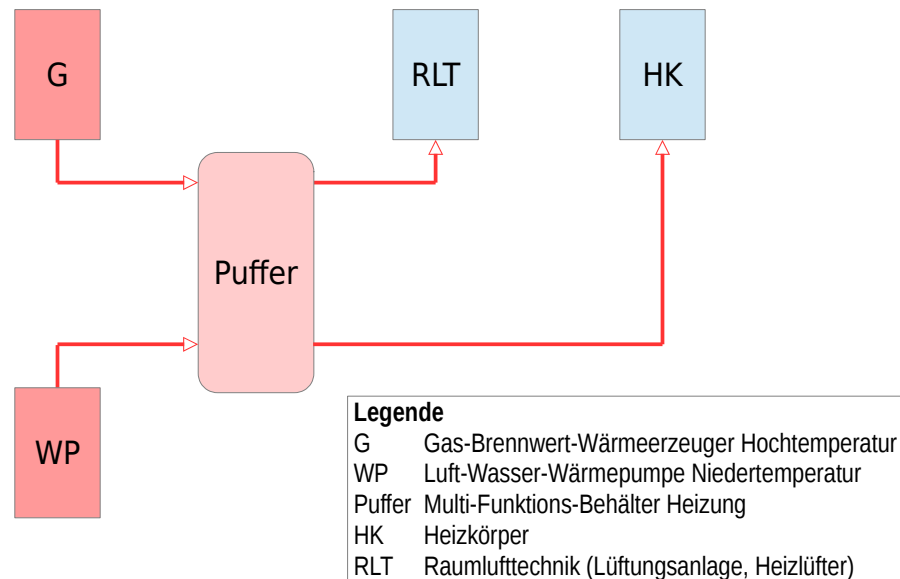 G
RLT
HK
Puffer
WP
Legende
G Gas-Brennwert-Wärmeerzeuger Hochtemperatur
WP Luft-Wasser-Wärmepumpe Niedertemperatur
Puffer Multi-Funktions-Behälter Heizung
HK Heizkörper
RLT Raumlufttechnik (Lüftungsanlage, Heizlüfter)